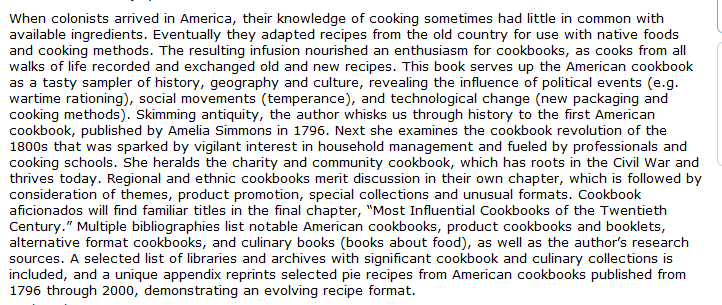 When colonists arrived in America, their knowledge of cooking sometimes had little in common with
available ingredients. Eventually they adapted recipes from the old country for use with native foods
and cooking methods. The resulting infusion nourished an enthusiasm for cookbooks, as cooks from all
walks of life recorded and exchanged old and new recipes. This book serves up the American cookbook
as a tasty sampler of history, geography and culture, revealing the influence of political events (e.g.
wartime rationing), social movements (temperance), and technological change (new packaging and
cooking methods). Skimming antiquity, the author whisks us through history to the first American
cookbook, published by Amelia Simmons in 1796. Next she examines the cookbook revolution of the
1800s that was sparked by vigilant interest in household management and fueled by professionals and
cooking schools. She heralds the charity and community cookbook, which has roots in the Civil War and
thrives today. Regional and ethnic cookbooks merit discussion in their own chapter, which is followed by
consideration of themes, product promotion, special collections and unusual formats. Cookbook
aficionados will find familiar titles in the final chapter, “Most Influential Cookbooks of the Twentieth
Century.” Multiple bibliographies list notable American cookbooks, product cookbooks and booklets,
alternative format cookbooks, and culinary books (books about food), as well as the author’s research
sources. A selected list of libraries and archives with significant cookbook and culinary collections is
included, and a unique appendix reprints selected pie recipes from American cookbooks published from
1796 through 2000, demonstrating an evolving recipe format.